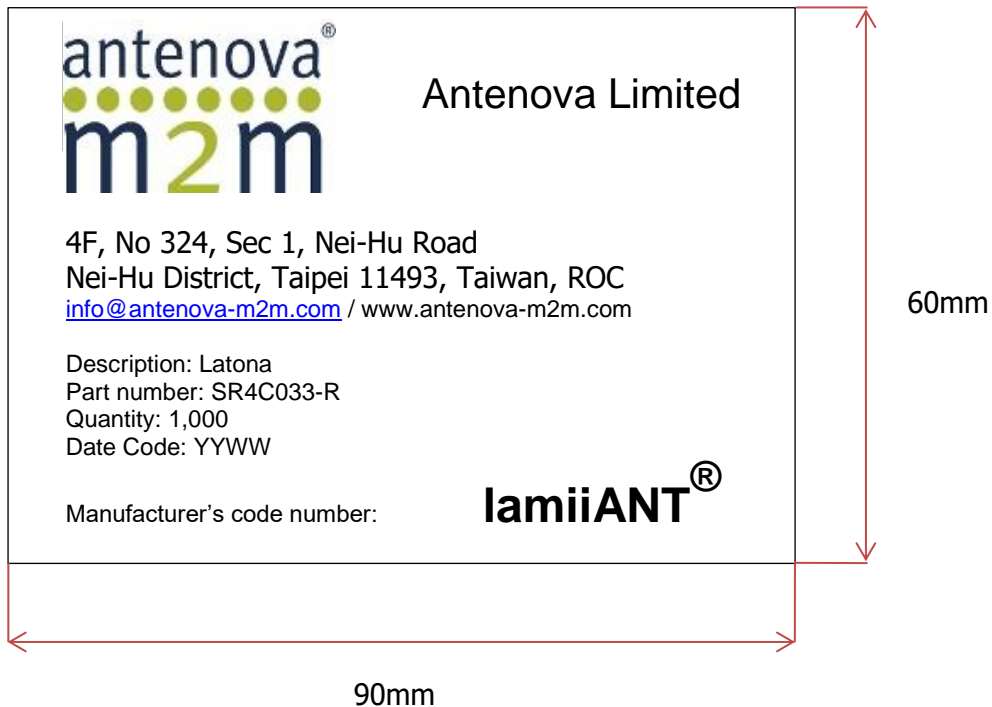 antenova®
m2m
Antenova Limited
4F, No 324, Sec 1, Nei-Hu Road
Nei-Hu District, Taipei 11493, Taiwan, ROC
info@antenova-m2m.com / www.antenova-m2m.com
60mm
Description: Latona
Part number: SR4C033-R
Quantity: 1,000
Date Code: YYWW
Manufacturer’s code number:
lamiiANT®
90mm